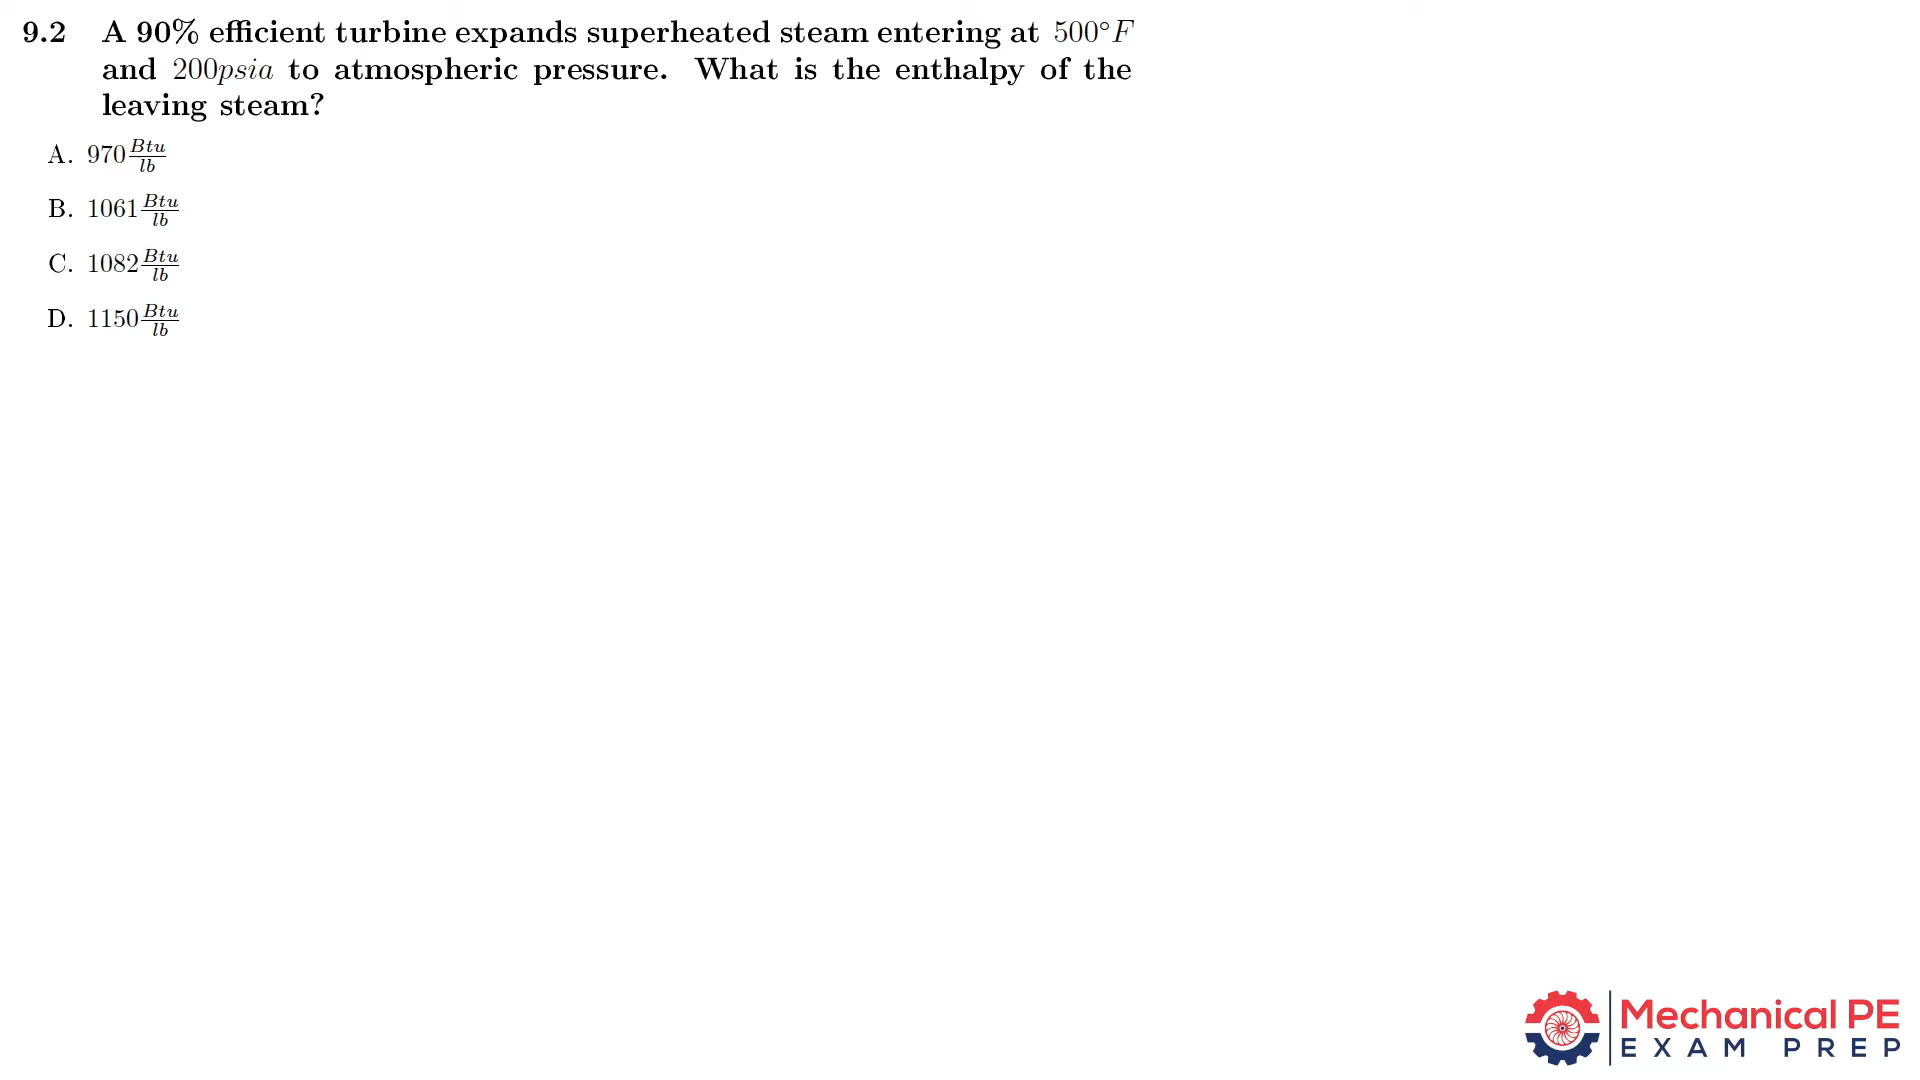 9.2 A 90% efficient turbine expands superheated steam entering at 500°F
and 200psia to atmospheric pressure. What is the enthalpy of the
leaving steam?
A. 970 Btu/lb
B. 1061 Btu/lb
C. 1082 Btu/lb
D. 1150 Btu/lb
Mechanical PE
EXAM PREP